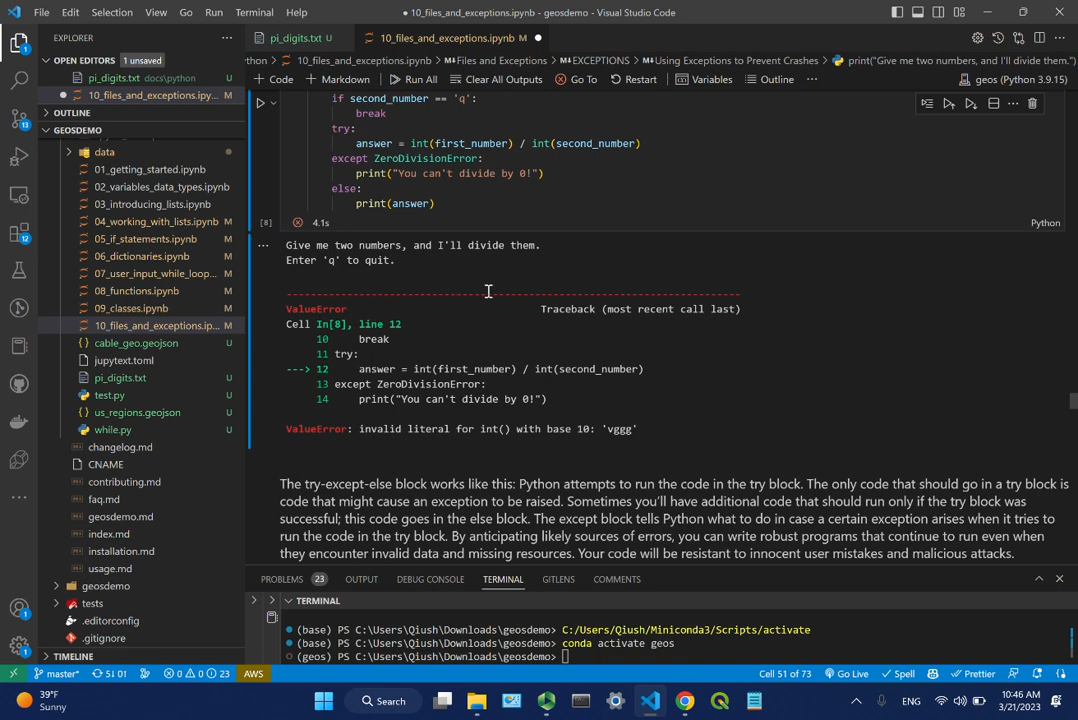 File Edit Selection View Go Run Terminal Help
● 10_files_and_exceptions.ipynb - geosdemo - Visual Studio Code
EXPLORER
OPEN EDITORS 1 unsaved
pi_digits.txt docs\python U
10_files_and_exceptions.ipy... M
OUTLINE
GEOSDEMO
data
01_getting_started.ipynb
02_variables_data_types.ipynb
03_introducing_lists.ipynb
04_working_with_lists.ipynb M
05_if_statements.ipynb M
06_dictionaries.ipynb M
07_user_input_while_loop... M
08_functions.ipynb M
09_classes.ipynb M
10_files_and_exceptions.ip... M
cable_geo.geojson U
jupytext.toml
pi_digits.txt U
test.py U
us_regions.geojson U
while.py U
changelog.md
CNAME
contributing.md
faq.md
geosdemo.md
index.md
installation.md
usage.md
geosdemo
tests
.editorconfig
.gitignore
TIMELINE
pi_digits.txt U
10_files_and_exceptions.ipynb M
ython > 10_files_and_exceptions.ipynb > Files and Exceptions > EXCEPTIONS > Using Exceptions to Prevent Crashes > print("Give me two numbers, and I'll divide them.")
+ Code + Markdown Run All Clear All Outputs Go To Restart Variables Outline ... geos (Python 3.9.15)
if second_number == 'q':
break
try:
answer = int(first_number) / int(second_number)
except ZeroDivisionError:
print("You can't divide by 0!")
else:
print(answer)
[8] 4.1s Python
Give me two numbers, and I'll divide them.
Enter 'q' to quit.
---------------------------------------------------------------------------
ValueError Traceback (most recent call last)
Cell In[8], line 12
10 break
11 try:
---> 12 answer = int(first_number) / int(second_number)
13 except ZeroDivisionError:
14 print("You can't divide by 0!")
ValueError: invalid literal for int() with base 10: 'vggg'
The try-except-else block works like this: Python attempts to run the code in the try block. The only code that should go in a try block is
code that might cause an exception to be raised. Sometimes you'll have additional code that should run only if the try block was
successful; this code goes in the else block. The except block tells Python what to do in case a certain exception arises when it tries to
run the code in the try block. By anticipating likely sources of errors, you can write robust programs that continue to run even when
they encounter invalid data and missing resources. Your code will be resistant to innocent user mistakes and malicious attacks.
PROBLEMS 23 OUTPUT DEBUG CONSOLE TERMINAL GITLENS COMMENTS
TERMINAL
(base) PS C:\Users\Qiush\Downloads\geosdemo> C:/Users/Qiush/Miniconda3/Scripts/activate
(base) PS C:\Users\Qiush\Downloads\geosdemo> conda activate geos
(geos) PS C:\Users\Qiush\Downloads\geosdemo>
1
13
12
1
1
master* 5↓ 0↑ 0 0 23 AWS Cell 51 of 73 Go Live Spell Prettier
39°F
Sunny
Search
ENG
10:46 AM
3/21/2023